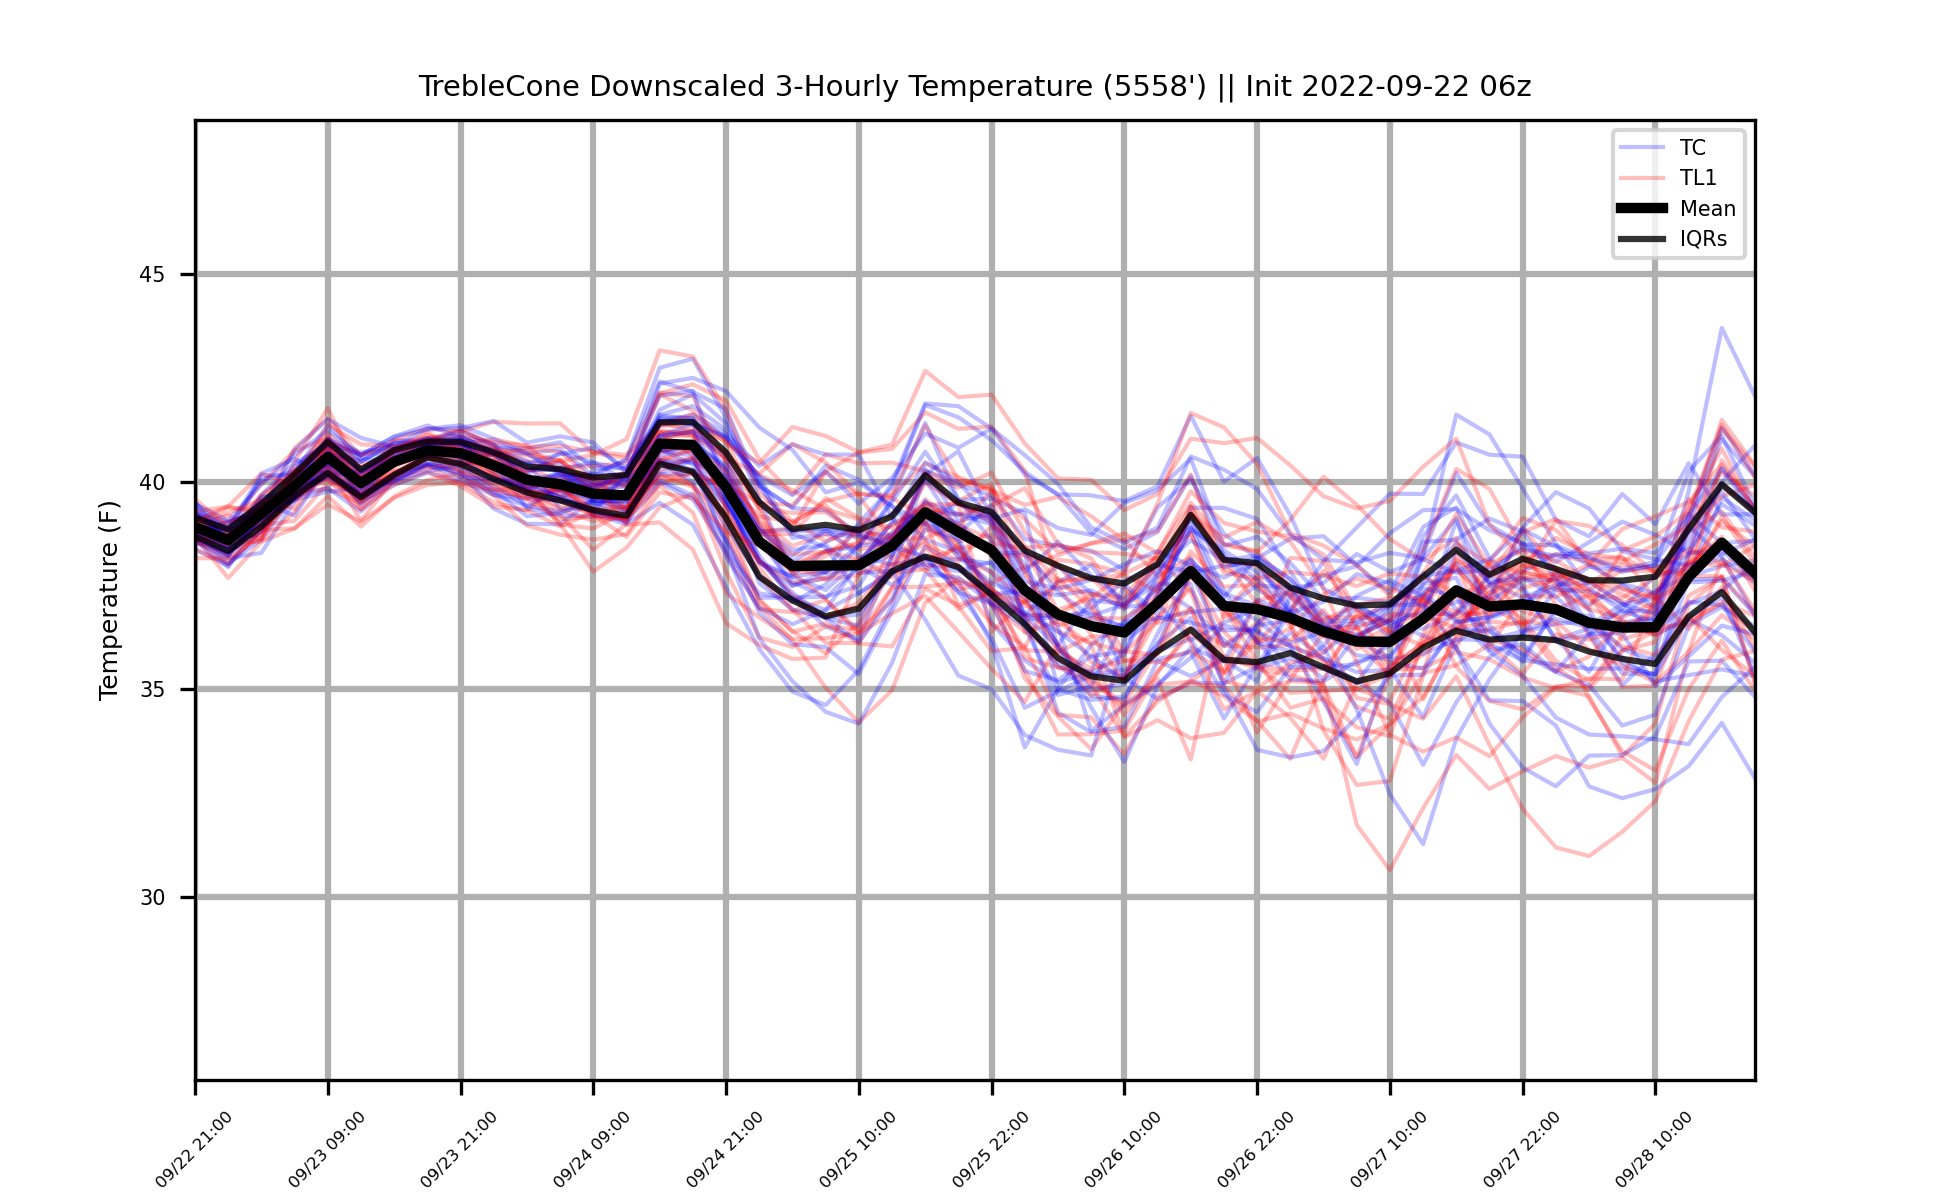 TrebleCone Downscaled 3-Hourly Temperature (5558') || Init 2022-09-22 06z
TC
TL1
Mean
IQRs
Temperature (F)
45
40
35
30
09/22 21:00
09/23 09:00
09/23 21:00
09/24 09:00
09/24 21:00
09/25 10:00
09/25 22:00
09/26 10:00
09/26 22:00
09/27 10:00
09/27 22:00
09/28 10:00